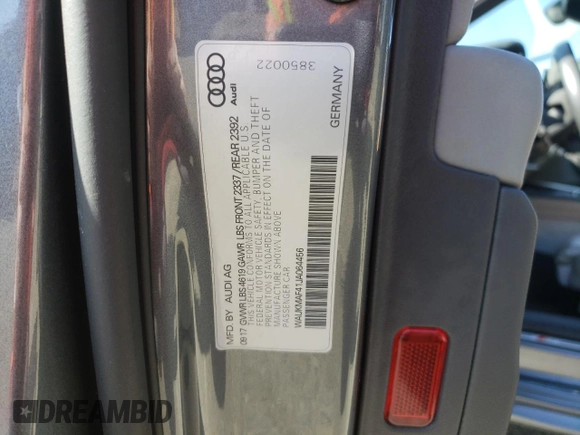 3850022
Audi
GERMANY
MFD. BY AUDI AG
09 17 GVWR LBS 4619 GAWR LBS FRONT 2337 / REAR 2392
THIS VEHICLE CONFORMS TO ALL APPLICABLE U.S.
FEDERAL MOTOR VEHICLE SAFETY, BUMPER AND THEFT
PREVENTION STANDARDS IN EFFECT ON THE DATE OF
MANUFACTURE SHOWN ABOVE
PASSENGER CAR
WAUKMAF41JA064456
DREAMBID